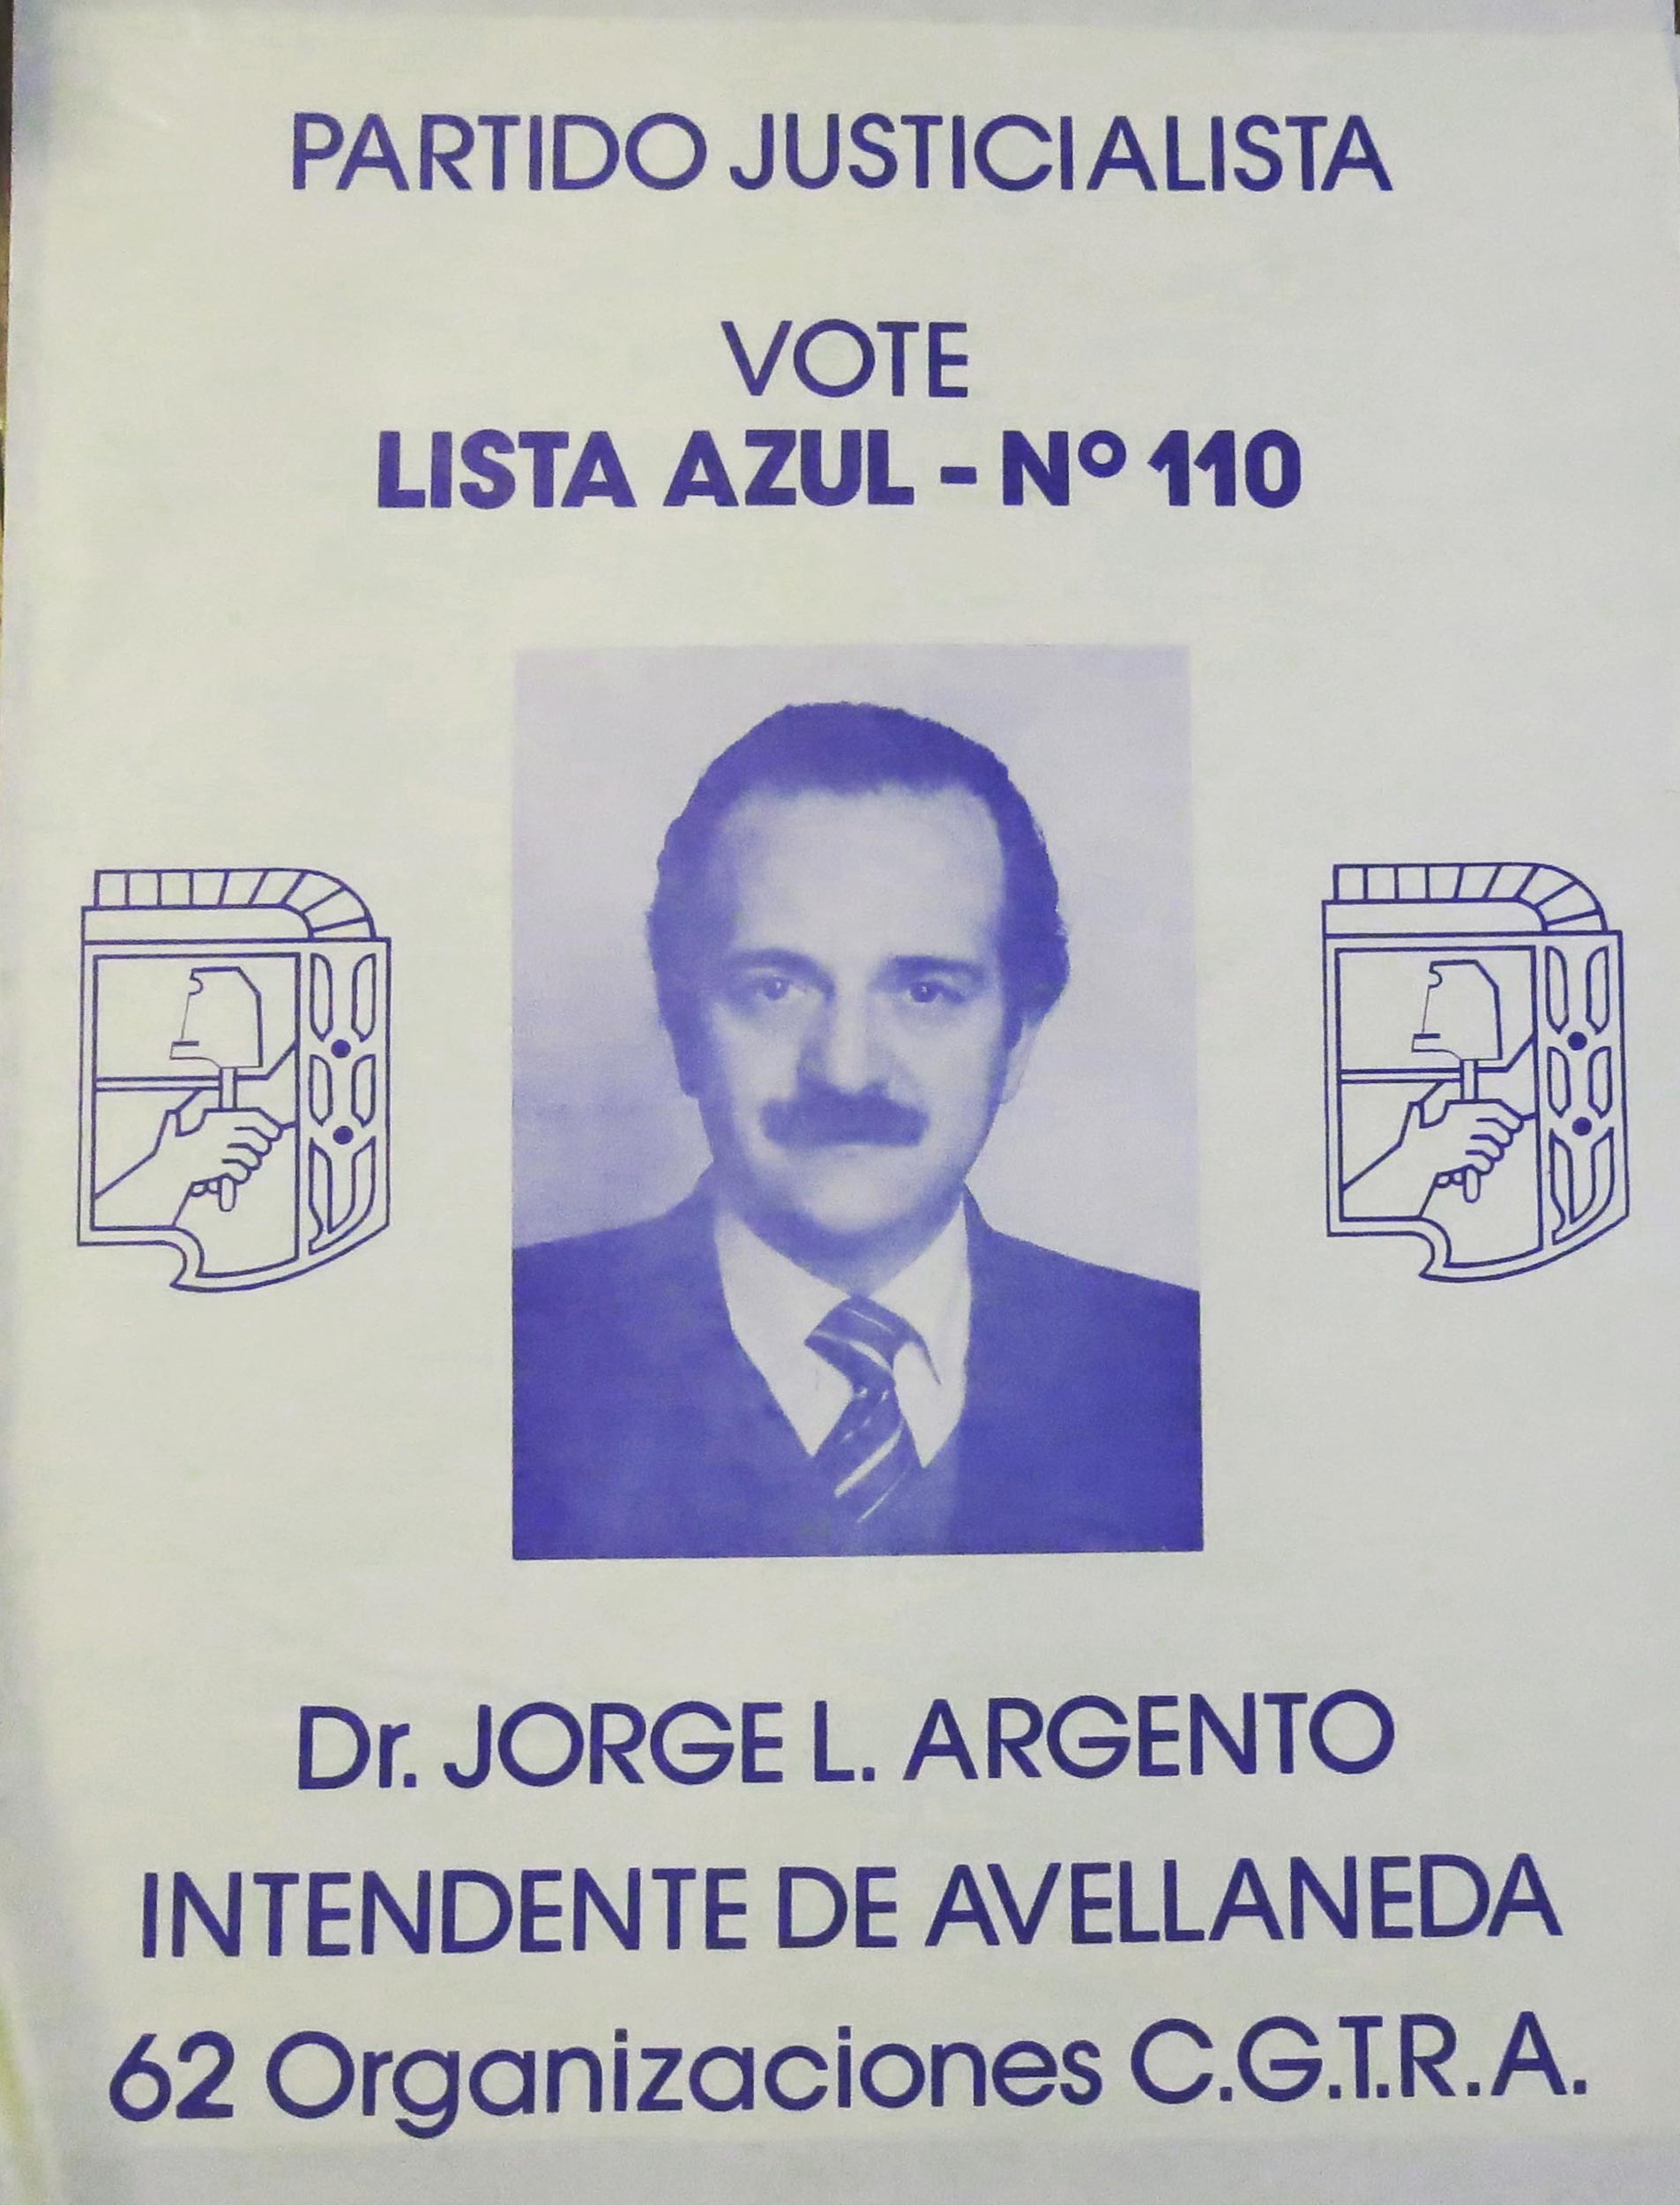 PARTIDO JUSTICIALISTA
VOTE
LISTA AZUL - Nº 110
Dr. JORGE L. ARGENTO
INTENDENTE DE AVELLANEDA
62 Organizaciones C.G.T.R.A.